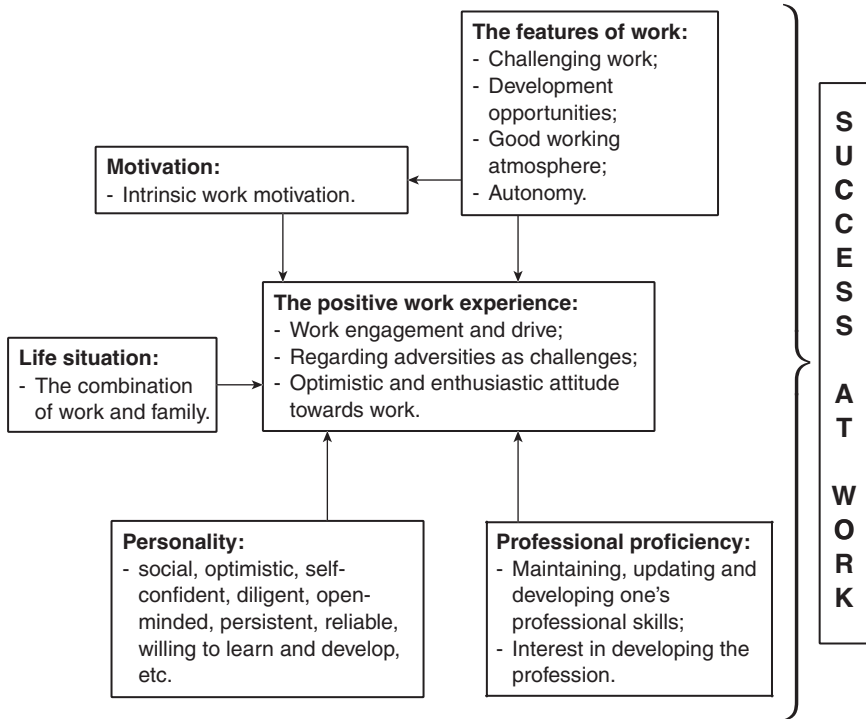 The features of work:
- Challenging work;
- Development
opportunities;
- Good working
atmosphere;
- Autonomy.
Motivation:
- Intrinsic work motivation.
The positive work experience:
- Work engagement and drive;
- Regarding adversities as challenges;
- Optimistic and enthusiastic attitude
towards work.
Life situation:
- The combination
of work and family.
Personality:
- social, optimistic, self-
confident, diligent, open-
minded, persistent, reliable,
willing to learn and develop,
etc.
Professional proficiency:
- Maintaining, updating and
developing one’s
professional skills;
- Interest in developing the
profession.
SUCCESS AT WORK